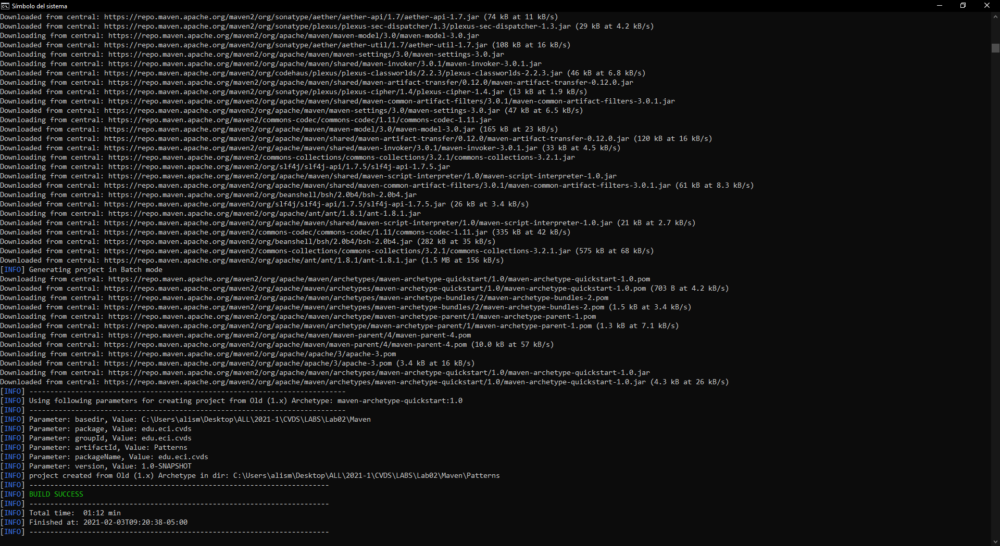 Símbolo del sistema
Downloaded from central: https://repo.maven.apache.org/maven2/org/sonatype/aether/aether-api/1.7/aether-api-1.7.jar (74 kB at 11 kB/s)
Downloaded from central: https://repo.maven.apache.org/maven2/org/sonatype/plexus/plexus-sec-dispatcher/1.3/plexus-sec-dispatcher-1.3.jar (29 kB at 4.2 kB/s)
Downloading from central: https://repo.maven.apache.org/maven2/org/apache/maven/maven-model/3.0/maven-model-3.0.jar
Downloaded from central: https://repo.maven.apache.org/maven2/org/sonatype/aether/aether-util/1.7/aether-util-1.7.jar (108 kB at 16 kB/s)
Downloading from central: https://repo.maven.apache.org/maven2/org/apache/maven/maven-settings/3.0/maven-settings-3.0.jar
Downloading from central: https://repo.maven.apache.org/maven2/org/apache/maven/shared/maven-invoker/3.0.1/maven-invoker-3.0.1.jar
Downloaded from central: https://repo.maven.apache.org/maven2/org/codehaus/plexus/plexus-classworlds/2.2.3/plexus-classworlds-2.2.3.jar (46 kB at 6.8 kB/s)
Downloading from central: https://repo.maven.apache.org/maven2/org/apache/maven/shared/maven-artifact-transfer/0.12.0/maven-artifact-transfer-0.12.0.jar
Downloaded from central: https://repo.maven.apache.org/maven2/org/sonatype/plexus/plexus-cipher/1.4/plexus-cipher-1.4.jar (13 kB at 1.9 kB/s)
Downloading from central: https://repo.maven.apache.org/maven2/org/apache/maven/shared/maven-common-artifact-filters/3.0.1/maven-common-artifact-filters-3.0.1.jar
Downloaded from central: https://repo.maven.apache.org/maven2/org/apache/maven/maven-settings/3.0/maven-settings-3.0.jar (47 kB at 6.5 kB/s)
Downloading from central: https://repo.maven.apache.org/maven2/commons-codec/commons-codec/1.11/commons-codec-1.11.jar
Downloaded from central: https://repo.maven.apache.org/maven2/org/apache/maven/maven-model/3.0/maven-model-3.0.jar (165 kB at 23 kB/s)
Downloaded from central: https://repo.maven.apache.org/maven2/org/apache/maven/shared/maven-artifact-transfer/0.12.0/maven-artifact-transfer-0.12.0.jar (120 kB at 16 kB/s)
Downloaded from central: https://repo.maven.apache.org/maven2/org/apache/maven/shared/maven-invoker/3.0.1/maven-invoker-3.0.1.jar (33 kB at 4.5 kB/s)
Downloading from central: https://repo.maven.apache.org/maven2/commons-collections/commons-collections/3.2.1/commons-collections-3.2.1.jar
Downloading from central: https://repo.maven.apache.org/maven2/org/slf4j/slf4j-api/1.7.5/slf4j-api-1.7.5.jar
Downloading from central: https://repo.maven.apache.org/maven2/org/apache/maven/shared/maven-script-interpreter/1.0/maven-script-interpreter-1.0.jar
Downloaded from central: https://repo.maven.apache.org/maven2/org/apache/maven/shared/maven-common-artifact-filters/3.0.1/maven-common-artifact-filters-3.0.1.jar (61 kB at 8.3 kB/s)
Downloading from central: https://repo.maven.apache.org/maven2/org/beanshell/bsh/2.0b4/bsh-2.0b4.jar
Downloaded from central: https://repo.maven.apache.org/maven2/org/slf4j/slf4j-api/1.7.5/slf4j-api-1.7.5.jar (26 kB at 3.4 kB/s)
Downloading from central: https://repo.maven.apache.org/maven2/org/apache/ant/ant/1.8.1/ant-1.8.1.jar
Downloaded from central: https://repo.maven.apache.org/maven2/org/apache/maven/shared/maven-script-interpreter/1.0/maven-script-interpreter-1.0.jar (21 kB at 2.7 kB/s)
Downloaded from central: https://repo.maven.apache.org/maven2/commons-codec/commons-codec/1.11/commons-codec-1.11.jar (335 kB at 42 kB/s)
Downloaded from central: https://repo.maven.apache.org/maven2/org/beanshell/bsh/2.0b4/bsh-2.0b4.jar (282 kB at 35 kB/s)
Downloaded from central: https://repo.maven.apache.org/maven2/commons-collections/commons-collections/3.2.1/commons-collections-3.2.1.jar (575 kB at 68 kB/s)
Downloaded from central: https://repo.maven.apache.org/maven2/org/apache/ant/ant/1.8.1/ant-1.8.1.jar (1.5 MB at 156 kB/s)
[INFO] Generating project in Batch mode
Downloading from central: https://repo.maven.apache.org/maven2/org/apache/maven/archetypes/maven-archetype-quickstart/1.0/maven-archetype-quickstart-1.0.pom
Downloaded from central: https://repo.maven.apache.org/maven2/org/apache/maven/archetypes/maven-archetype-quickstart/1.0/maven-archetype-quickstart-1.0.pom (703 B at 4.2 kB/s)
Downloading from central: https://repo.maven.apache.org/maven2/org/apache/maven/archetypes/maven-archetype-bundles/2/maven-archetype-bundles-2.pom
Downloaded from central: https://repo.maven.apache.org/maven2/org/apache/maven/archetypes/maven-archetype-bundles/2/maven-archetype-bundles-2.pom (1.5 kB at 3.4 kB/s)
Downloading from central: https://repo.maven.apache.org/maven2/org/apache/maven/archetype/maven-archetype-parent/1/maven-archetype-parent-1.pom
Downloaded from central: https://repo.maven.apache.org/maven2/org/apache/maven/archetype/maven-archetype-parent/1/maven-archetype-parent-1.pom (1.3 kB at 7.1 kB/s)
Downloading from central: https://repo.maven.apache.org/maven2/org/apache/maven/maven-parent/4/maven-parent-4.pom
Downloaded from central: https://repo.maven.apache.org/maven2/org/apache/maven/maven-parent/4/maven-parent-4.pom (10.0 kB at 57 kB/s)
Downloading from central: https://repo.maven.apache.org/maven2/org/apache/apache/3/apache-3.pom
Downloaded from central: https://repo.maven.apache.org/maven2/org/apache/apache/3/apache-3.pom (3.4 kB at 16 kB/s)
Downloading from central: https://repo.maven.apache.org/maven2/org/apache/maven/archetypes/maven-archetype-quickstart/1.0/maven-archetype-quickstart-1.0.jar
Downloaded from central: https://repo.maven.apache.org/maven2/org/apache/maven/archetypes/maven-archetype-quickstart/1.0/maven-archetype-quickstart-1.0.jar (4.3 kB at 26 kB/s)
[INFO] ----------------------------------------------------------------------------
[INFO] Using following parameters for creating project from Old (1.x) Archetype: maven-archetype-quickstart:1.0
[INFO] ----------------------------------------------------------------------------
[INFO] Parameter: basedir, Value: C:\Users\alism\Desktop\ALL\2021-1\CVDS\LABS\Lab02\Maven
[INFO] Parameter: package, Value: edu.eci.cvds
[INFO] Parameter: groupId, Value: edu.eci.cvds
[INFO] Parameter: artifactId, Value: Patterns
[INFO] Parameter: packageName, Value: edu.eci.cvds
[INFO] Parameter: version, Value: 1.0-SNAPSHOT
[INFO] project created from Old (1.x) Archetype in dir: C:\Users\alism\Desktop\ALL\2021-1\CVDS\LABS\Lab02\Maven\Patterns
[INFO] ------------------------------------------------------------------------
[INFO] BUILD SUCCESS
[INFO] ------------------------------------------------------------------------
[INFO] Total time:  01:12 min
[INFO] Finished at: 2021-02-03T09:20:38-05:00
[INFO] ------------------------------------------------------------------------